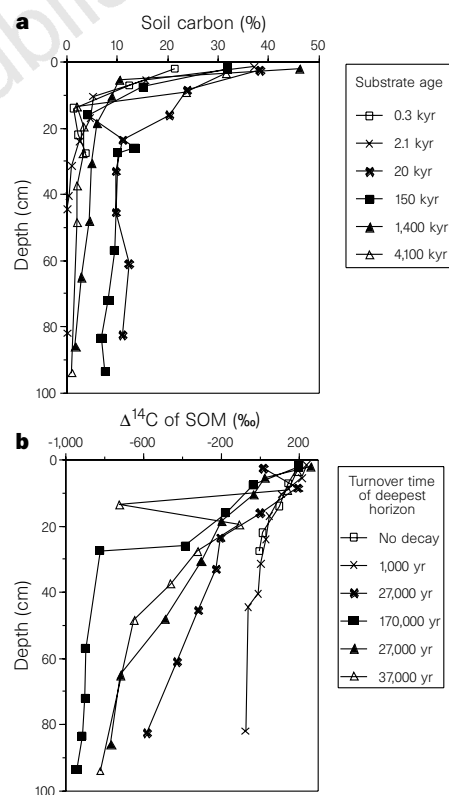 a
Soil carbon (%)
0 10 20 30 40 50
0
20
40
60
80
100
Depth (cm)
Substrate age
0.3 kyr
2.1 kyr
20 kyr
150 kyr
1,400 kyr
4,100 kyr
b
Δ¹⁴C of SOM (‰)
-1,000 -600 -200 200
0
20
40
60
80
100
Depth (cm)
Turnover time
of deepest
horizon
No decay
1,000 yr
27,000 yr
170,000 yr
27,000 yr
37,000 yr